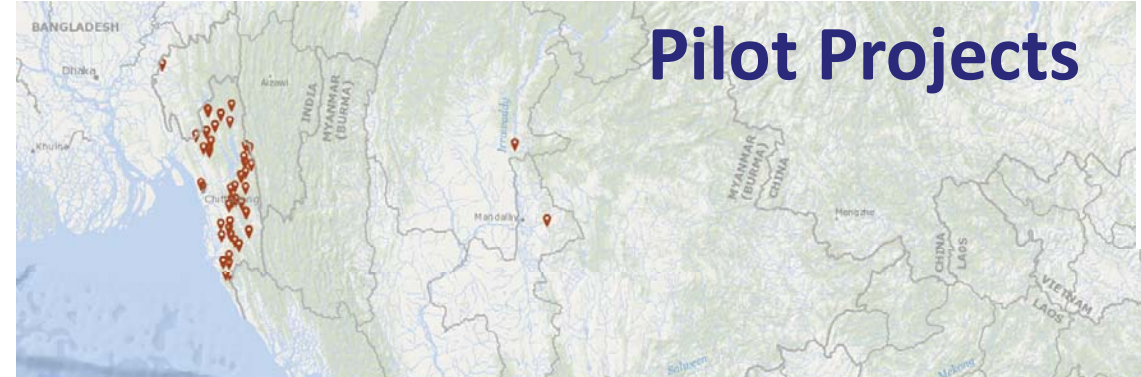 Pilot Projects
BANGLADESH
Dhaka
Aizawl
INDIA
MYANMAR
(BURMA)
Irrawaddy
Khulna
MYANMAR
(BURMA)
CHINA
Mandalay
Mengzhe
CHINA
LAOS
VIETNAM
LAOS
Salween
Mekong